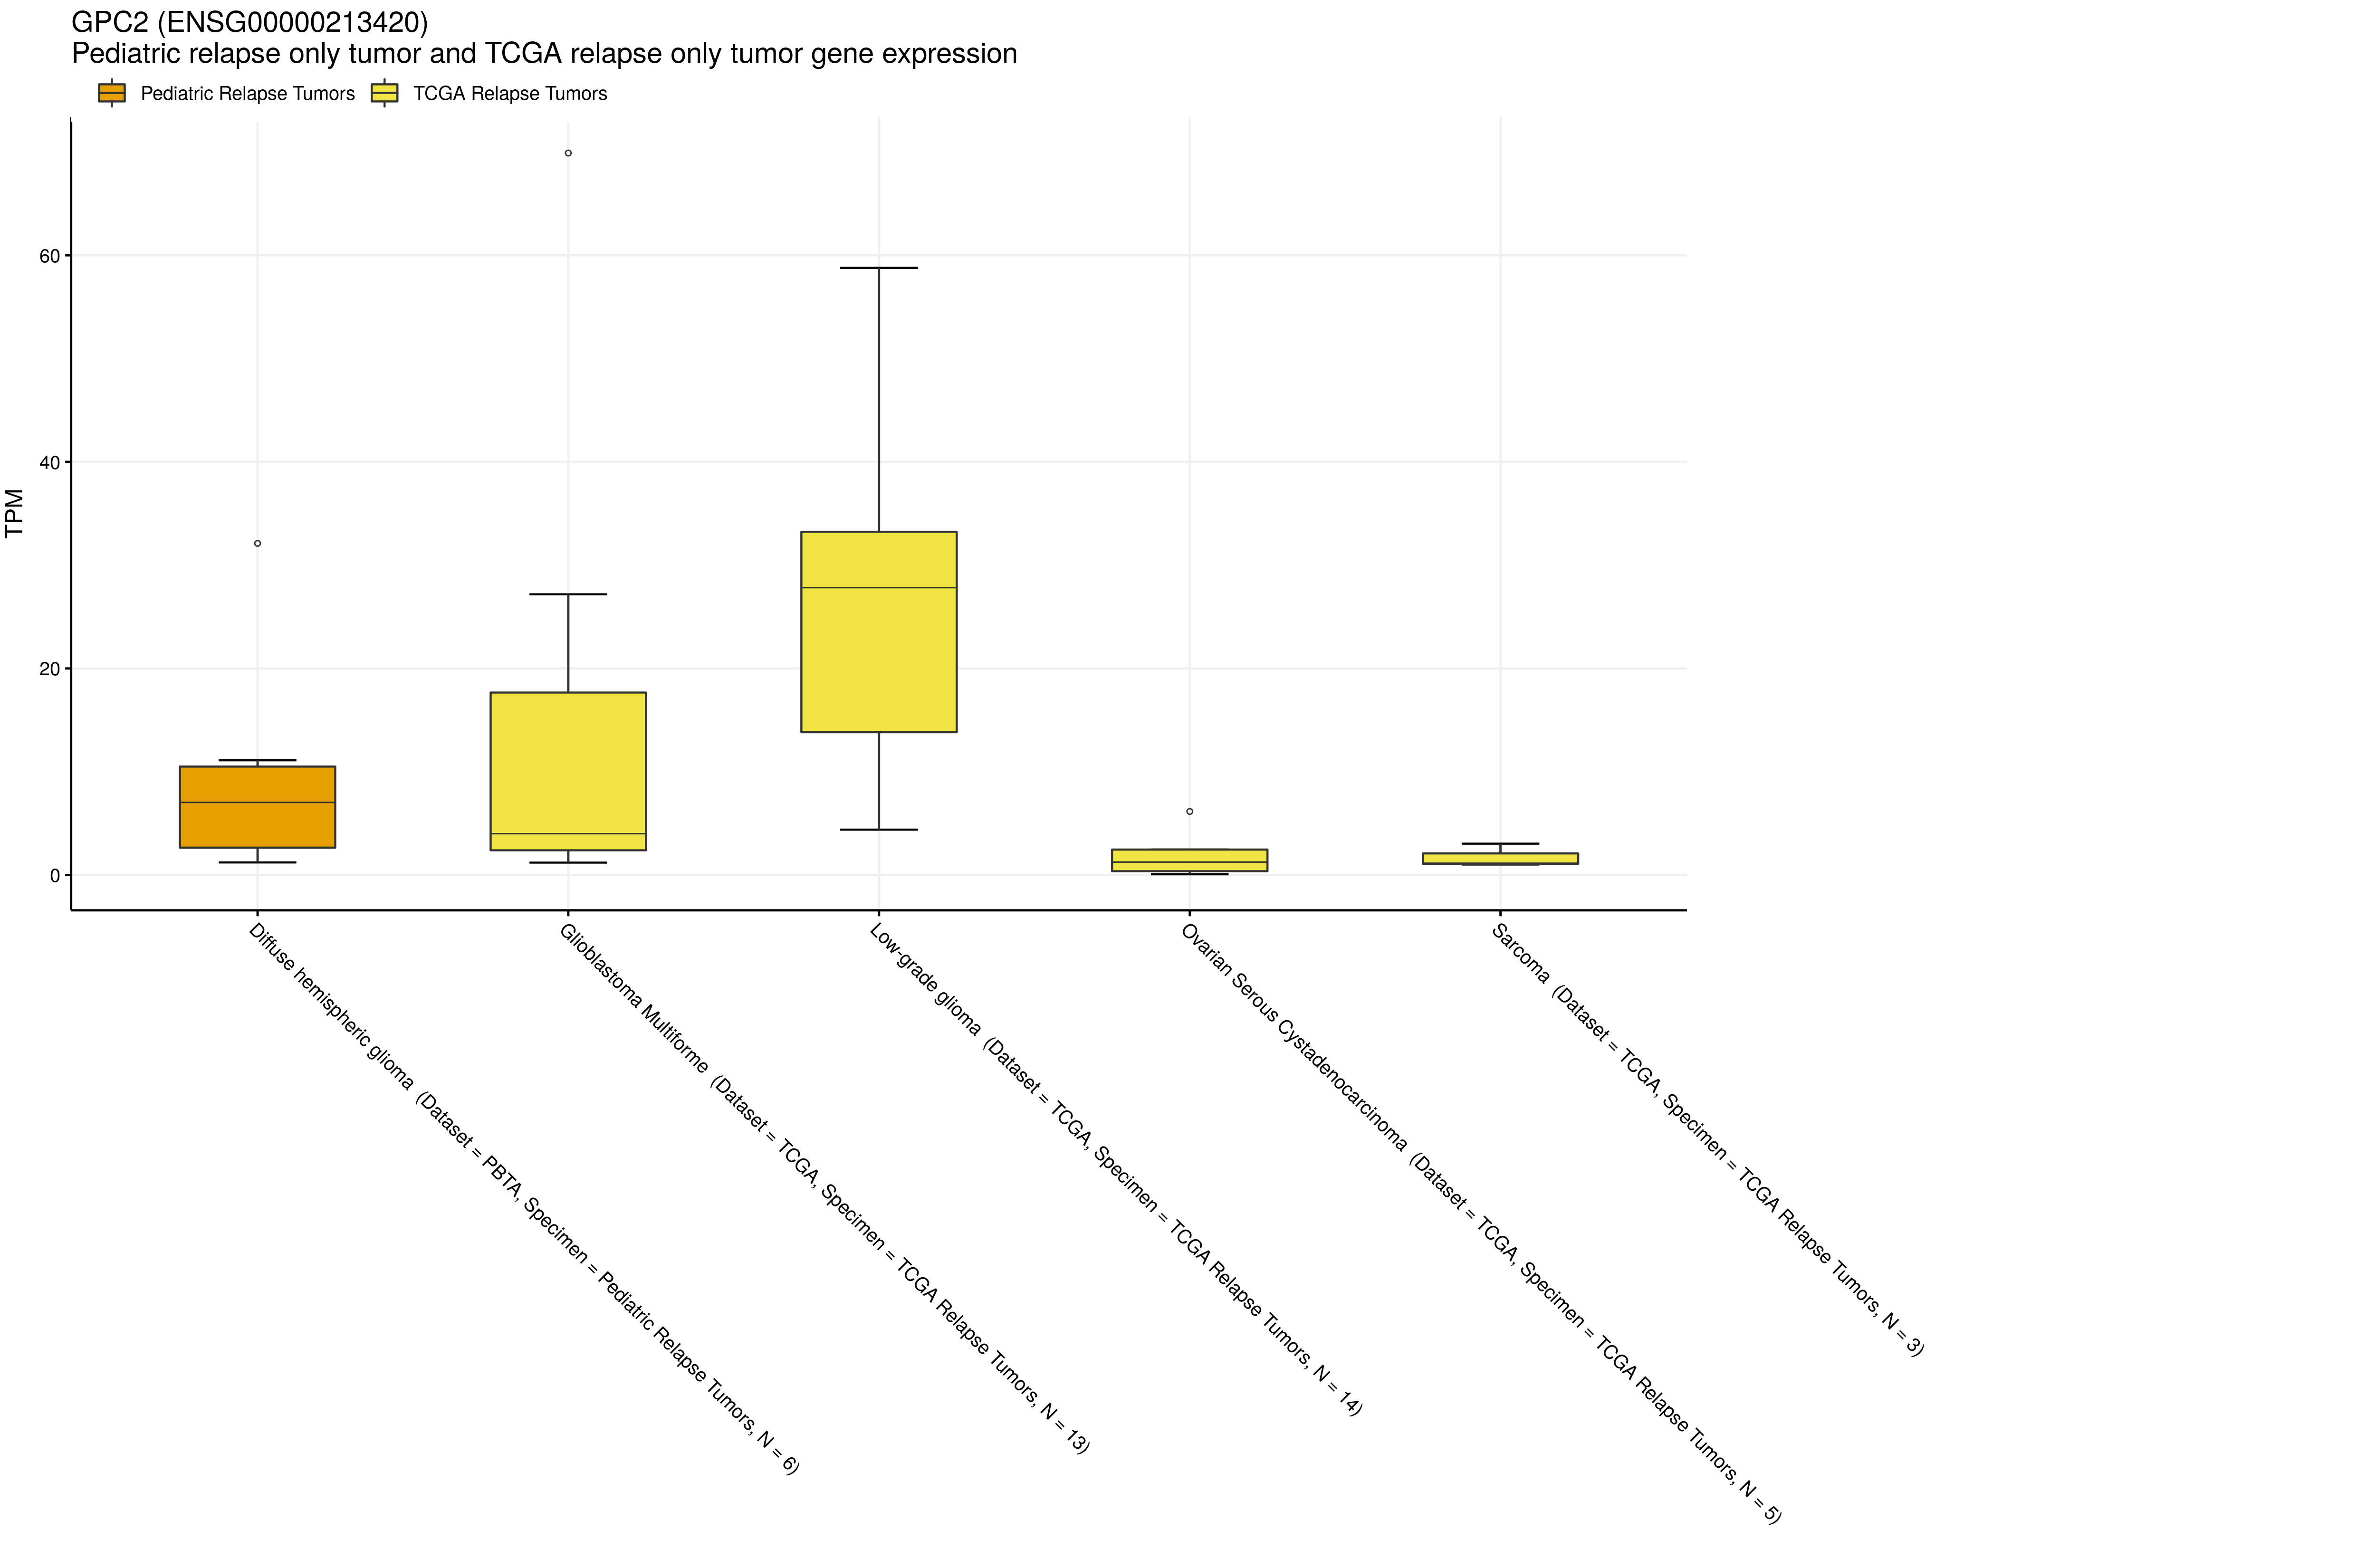 GPC2 (ENSG00000213420)
Pediatric relapse only tumor and TCGA relapse only tumor gene expression
Pediatric Relapse Tumors
TCGA Relapse Tumors
TPM
60
40
20
0
Diffuse hemispheric glioma (Dataset = PBTA, Specimen = Pediatric Relapse Tumors, N = 6)
Glioblastoma Multiforme (Dataset = TCGA, Specimen = TCGA Relapse Tumors, N = 13)
Low-grade glioma (Dataset = TCGA, Specimen = TCGA Relapse Tumors, N = 14)
Ovarian Serous Cystadenocarcinoma (Dataset = TCGA, Specimen = TCGA Relapse Tumors, N = 5)
Sarcoma (Dataset = TCGA, Specimen = TCGA Relapse Tumors, N = 3)